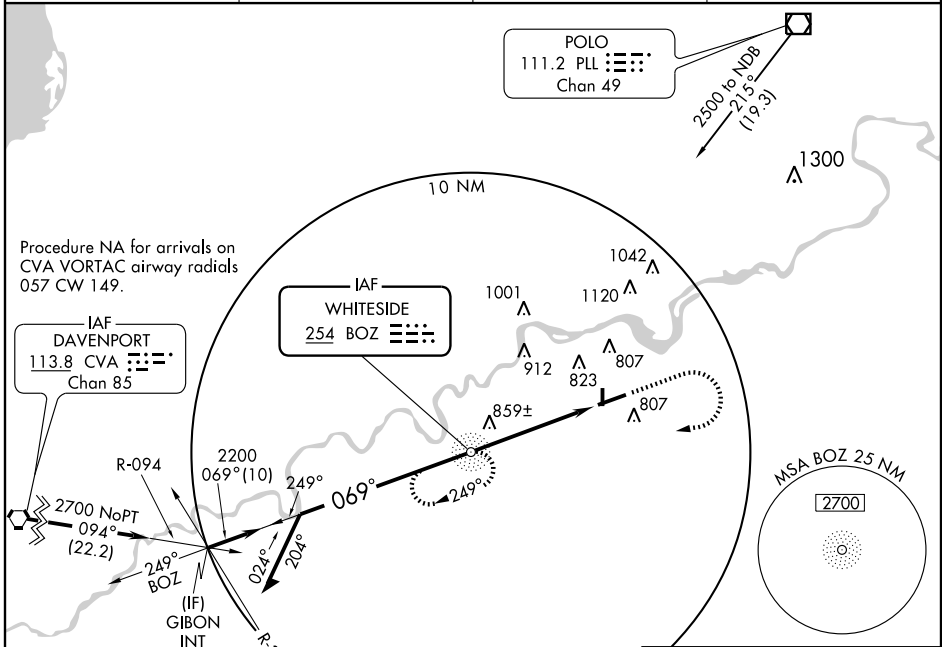 POLO
111.2 PLL
Chan 49
2500 to NDB
215°
(19.3)
1300
10 NM
Procedure NA for arrivals on
CVA VORTAC airway radials
057 CW 149.
IAF
WHITESIDE
254 BOZ
1001
1042
1120
912
823
807
807
859±
IAF
DAVENPORT
113.8 CVA
Chan 85
R-094
2200
069° (10)
249°
069°
249°
2700 NoPT
094°
(22.2)
249°
BOZ
024°
204°
(IF)
GIBON
INT
MSA BOZ 25 NM
2700